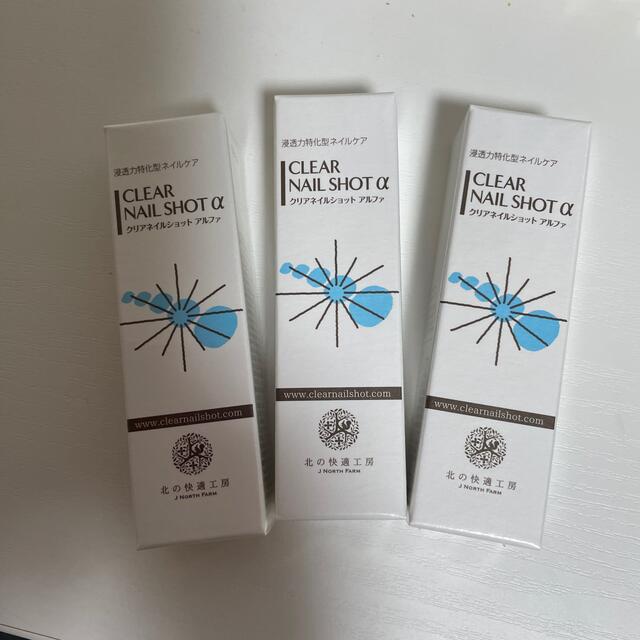 浸透力特化型ネイルケア
CLEAR
NAIL SHOT α
クリアネイルショット アルファ
www.clearnailshot.com
北の快適工房
J NORTH FARM
浸透力特化型ネイルケア
CLEAR
NAIL SHOT α
クリアネイルショット アルファ
www.clearnailshot.com
北の快適工房
J NORTH FARM
浸透力特化型ネイルケア
CLEAR
NAIL SHOT α
クリアネイルショット アルファ
www.clearnailshot.com
北の快適工房
J NORTH FARM